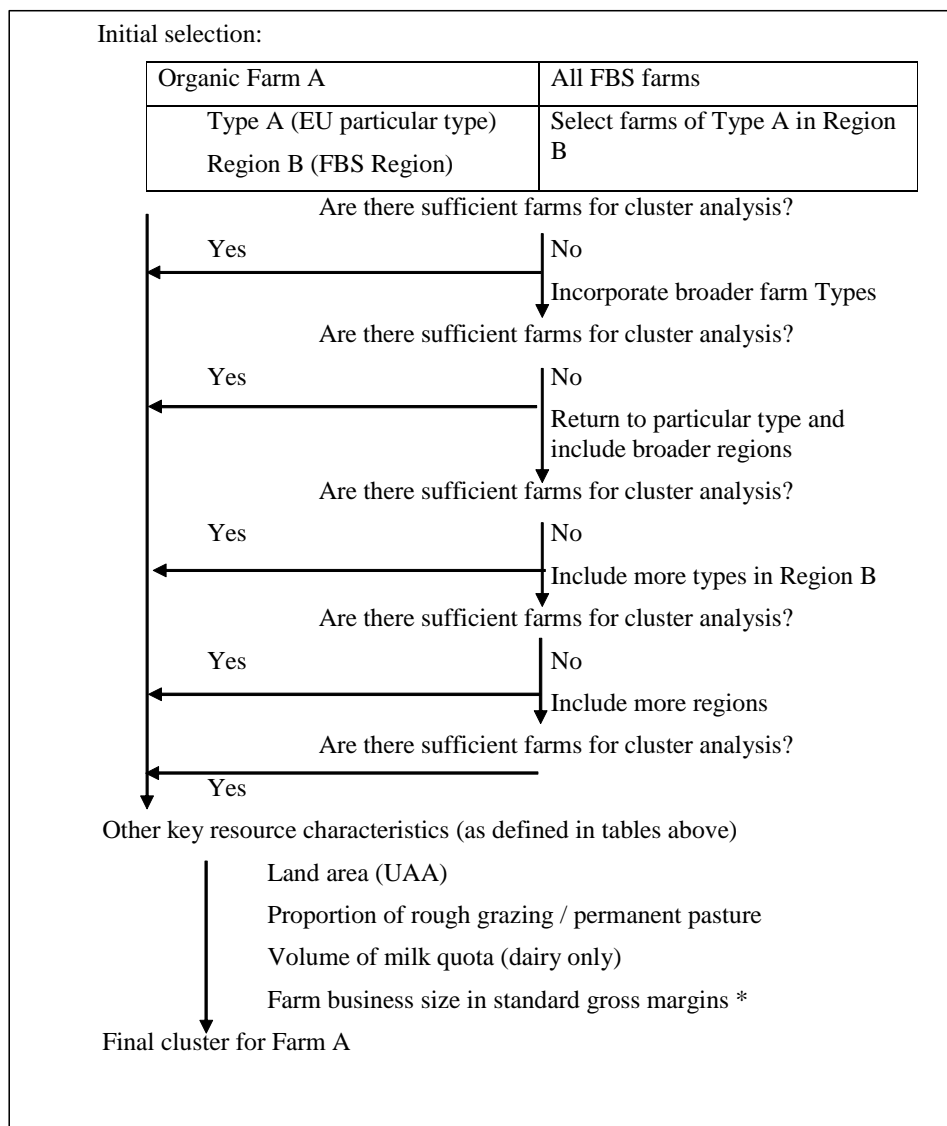 Initial selection:
Organic Farm A
All FBS farms
Type A (EU particular type)
Region B (FBS Region)
Select farms of Type A in Region
B
Are there sufficient farms for cluster analysis?
Yes
No
Incorporate broader farm Types
Are there sufficient farms for cluster analysis?
Yes
No
Return to particular type and
include broader regions
Are there sufficient farms for cluster analysis?
Yes
No
Include more types in Region B
Are there sufficient farms for cluster analysis?
Yes
No
Include more regions
Are there sufficient farms for cluster analysis?
Yes
Other key resource characteristics (as defined in tables above)
Land area (UAA)
Proportion of rough grazing / permanent pasture
Volume of milk quota (dairy only)
Farm business size in standard gross margins *
Final cluster for Farm A